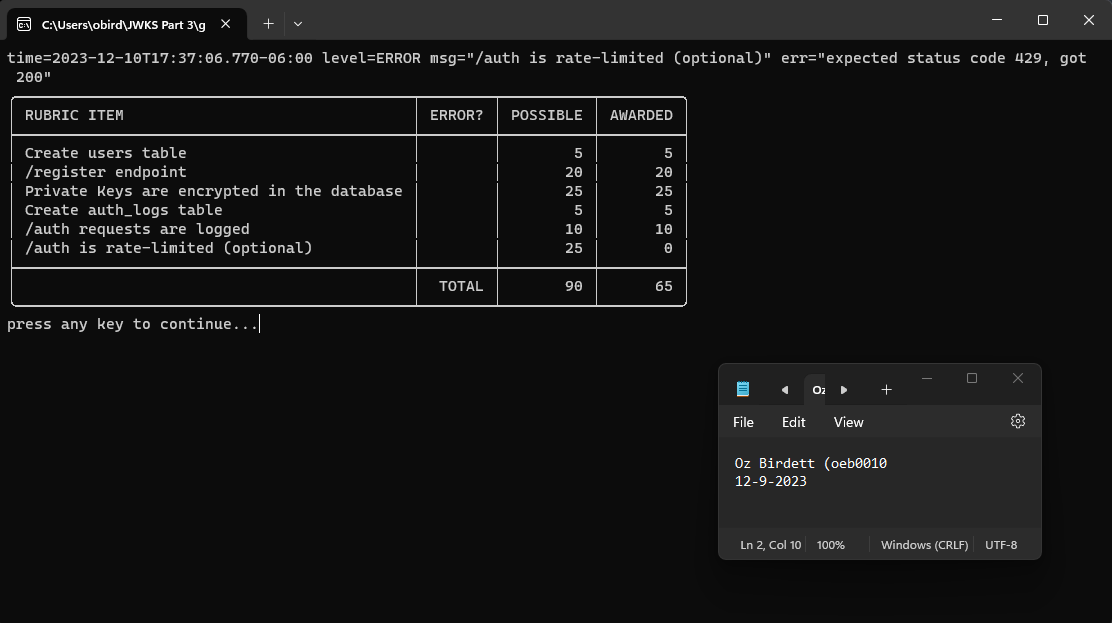 C:\Users\obird\JWKS Part 3\g
time=2023-12-10T17:37:06.770-06:00 level=ERROR msg="/auth is rate-limited (optional)" err="expected status code 429, got
200"
RUBRIC ITEM ERROR? POSSIBLE AWARDED
Create users table 5 5
/register endpoint 20 20
Private Keys are encrypted in the database 25 25
Create auth_logs table 5 5
/auth requests are logged 10 10
/auth is rate-limited (optional) 25 0
TOTAL 90 65
press any key to continue...
Oz
File Edit View
Oz Birdett (oeb0010
12-9-2023
Ln 2, Col 10 100% Windows (CRLF) UTF-8